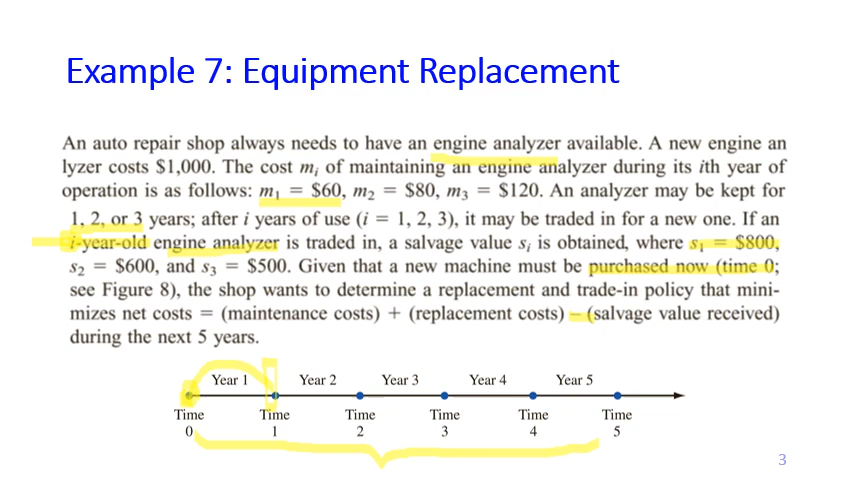 Example 7: Equipment Replacement
An auto repair shop always needs to have an engine analyzer available. A new engine an
lyzer costs $1,000. The cost mᵢ of maintaining an engine analyzer during its ith year of
operation is as follows: m₁ = $60, m₂ = $80, m₃ = $120. An analyzer may be kept for
1, 2, or 3 years; after i years of use (i = 1, 2, 3), it may be traded in for a new one. If an
i-year-old engine analyzer is traded in, a salvage value sᵢ is obtained, where s₁ = $800,
s₂ = $600, and s₃ = $500. Given that a new machine must be purchased now (time 0;
see Figure 8), the shop wants to determine a replacement and trade-in policy that mini-
mizes net costs = (maintenance costs) + (replacement costs) − (salvage value received)
during the next 5 years.
Year 1 Year 2 Year 3 Year 4 Year 5
Time Time Time Time Time Time
0 1 2 3 4 5
3